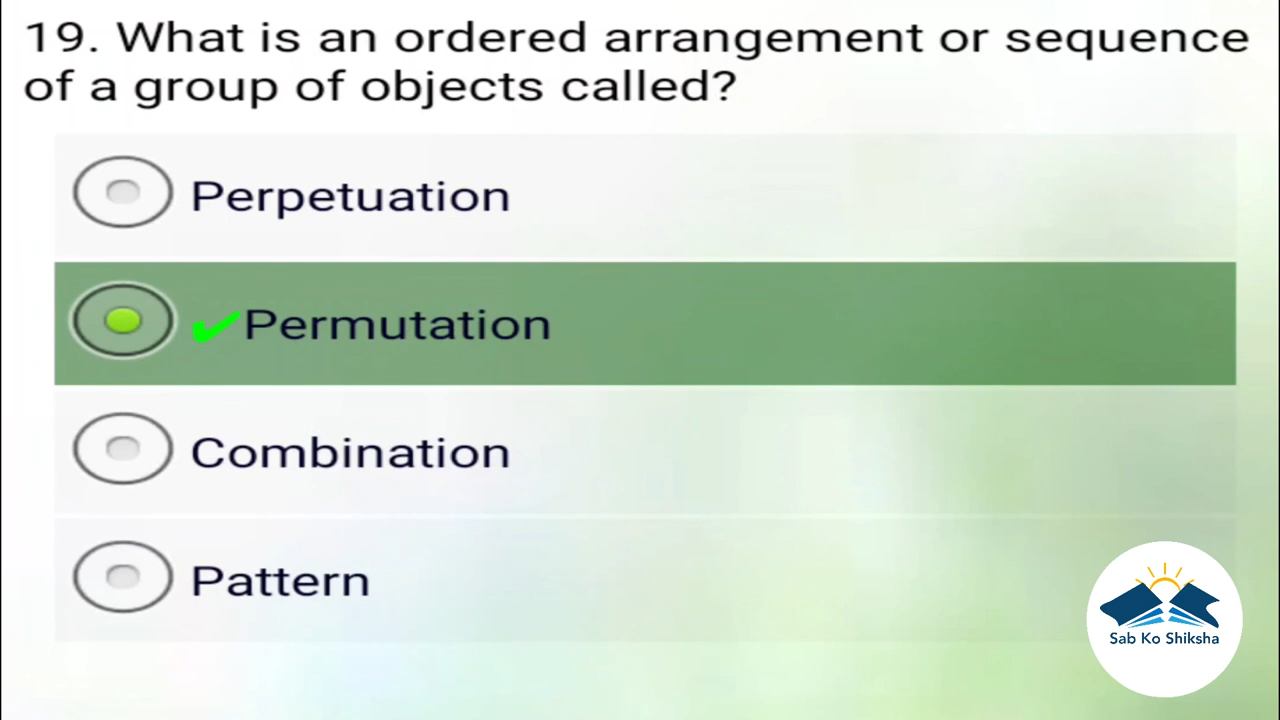 19. What is an ordered arrangement or sequence
of a group of objects called?
Perpetuation
✔Permutation
Combination
Pattern
Sab Ko Shiksha